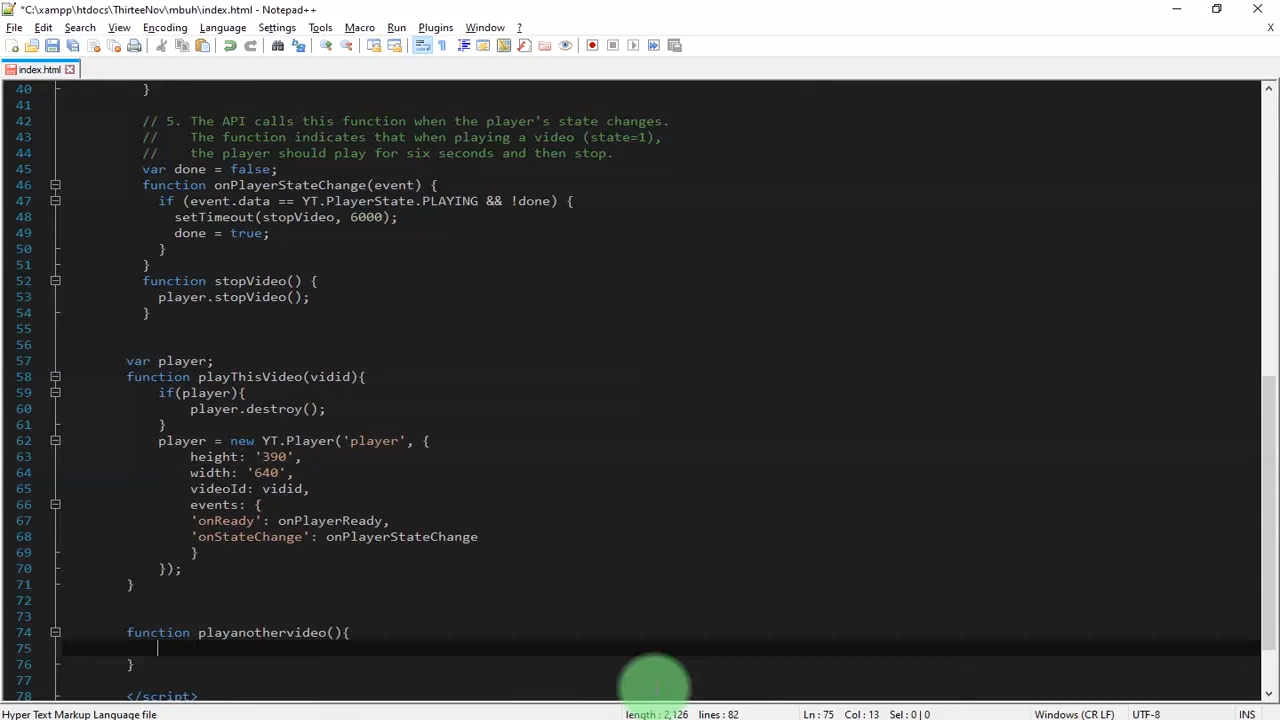 *C:\xampp\htdocs\ThirteeNov\mbuh\index.html - Notepad++
File Edit Search View Encoding Language Settings Tools Macro Run Plugins Window ? X
index.html
40 }
41
42 // 5. The API calls this function when the player's state changes.
43 //    The function indicates that when playing a video (state=1),
44 //    the player should play for six seconds and then stop.
45 var done = false;
46 function onPlayerStateChange(event) {
47 if (event.data == YT.PlayerState.PLAYING && !done) {
48 setTimeout(stopVideo, 6000);
49 done = true;
50 }
51 }
52 function stopVideo() {
53 player.stopVideo();
54 }
55
56
57 var player;
58 function playThisVideo(vidid){
59 if(player){
60 player.destroy();
61 }
62 player = new YT.Player('player', {
63 height: '390',
64 width: '640',
65 videoId: vidid,
66 events: {
67 'onReady': onPlayerReady,
68 'onStateChange': onPlayerStateChange
69 }
70 });
71 }
72
73
74 function playanothervideo(){
75
76 }
77
78 </script>
Hyper Text Markup Language file length : 2,126 lines : 82 Ln : 75 Col : 13 Sel : 0 | 0 Windows (CR LF) UTF-8 INS